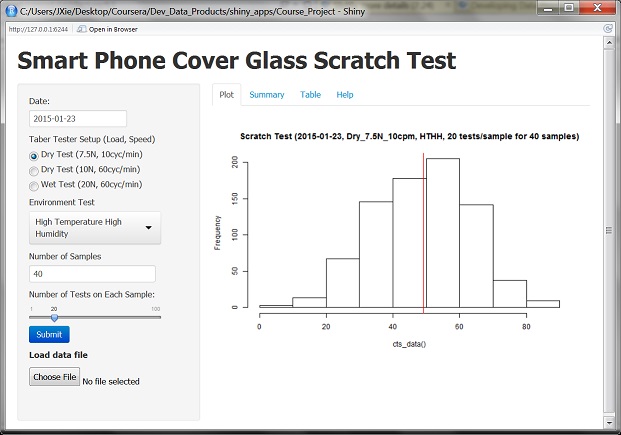 C:/Users/JXie/Desktop/Coursera/Dev_Data_Products/shiny_apps/Course_Project - Shiny
http://127.0.0.1:6244 Open in Browser
Smart Phone Cover Glass Scratch Test
Date:
2015-01-23
Taber Tester Setup (Load, Speed)
Dry Test (7.5N, 10cyc/min)
Dry Test (10N, 60cyc/min)
Wet Test (20N, 60cyc/min)
Environment Test
High Temperature High
Humidity
Number of Samples
40
Number of Tests on Each Sample:
1 20 100
Submit
Load data file
Choose File No file selected
Plot Summary Table Help
Scratch Test (2015-01-23, Dry_7.5N_10cpm, HTHH, 20 tests/sample for 40 samples)
Frequency
200
150
100
50
0
0 20 40 60 80
cts_data()